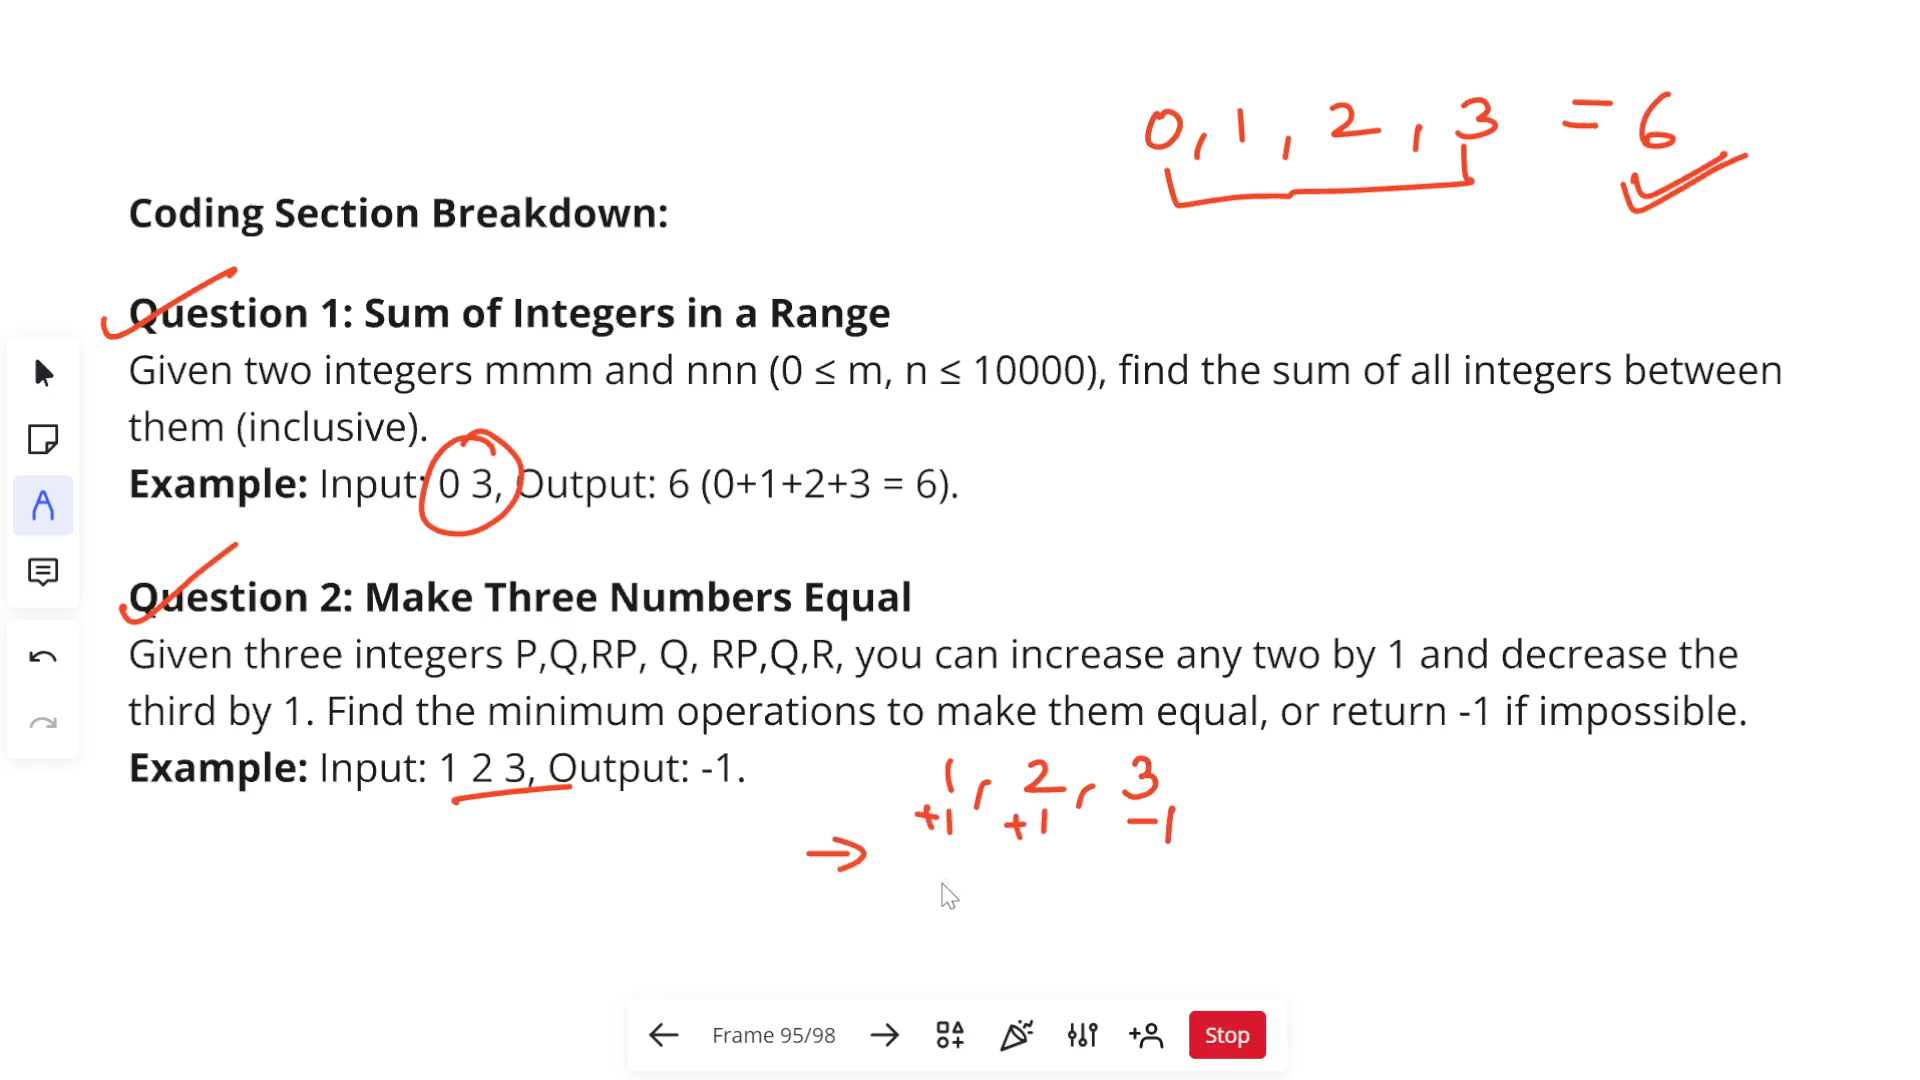 0, 1, 2, 3 = 6
Coding Section Breakdown:
Question 1: Sum of Integers in a Range
Given two integers mmm and nnn (0 ≤ m, n ≤ 10000), find the sum of all integers between
them (inclusive).
Example: Input: 0 3, Output: 6 (0+1+2+3 = 6).
Question 2: Make Three Numbers Equal
Given three integers P,Q,RP, Q, RP,Q,R, you can increase any two by 1 and decrease the
third by 1. Find the minimum operations to make them equal, or return -1 if impossible.
Example: Input: 1 2 3, Output: -1.
1, 2, 3
+1 +1 -1
→
Frame 95/98
Stop